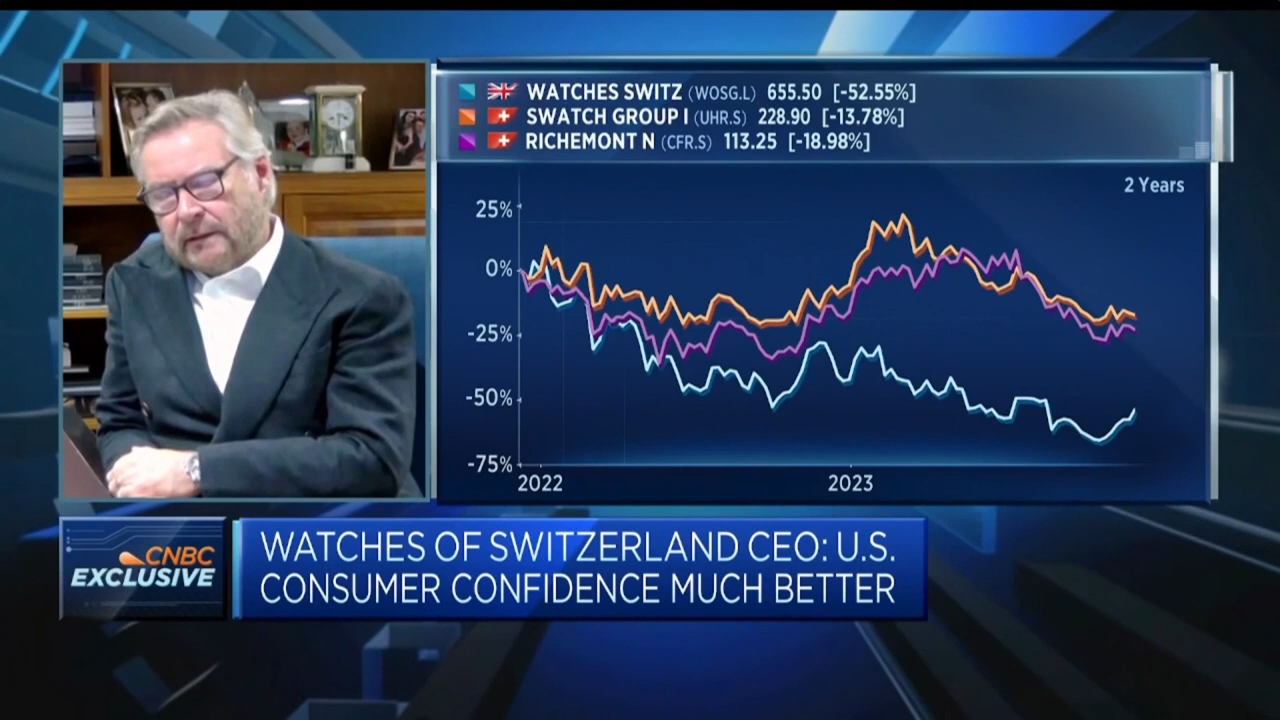 WATCHES SWITZ (WOSG.L) 655.50 [-52.55%]
SWATCH GROUP I (UHR.S) 228.90 [-13.78%]
RICHEMONT N (CFR.S) 113.25 [-18.98%]
2 Years
25%
0%
-25%
-50%
-75%
2022
2023
CNBC
EXCLUSIVE
WATCHES OF SWITZERLAND CEO: U.S.
CONSUMER CONFIDENCE MUCH BETTER